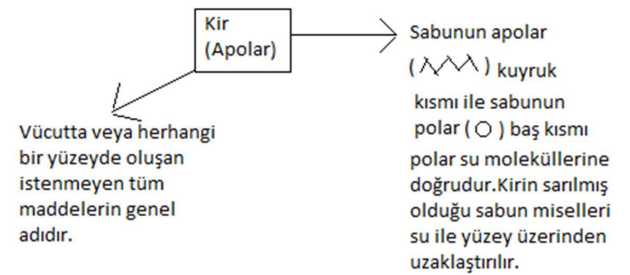 Kir
(Apolar)
Sabunun apolar
( ) kuyruk
kısmı ile sabunun
polar ( ) baş kısmı
polar su moleküllerine
doğrudur.Kirin sarılmış
olduğu sabun miselleri
su ile yüzey üzerinden
uzaklaştırılır.
Vücutta veya herhangi
bir yüzeyde oluşan
istenmeyen tüm
maddelerin genel
adıdır.